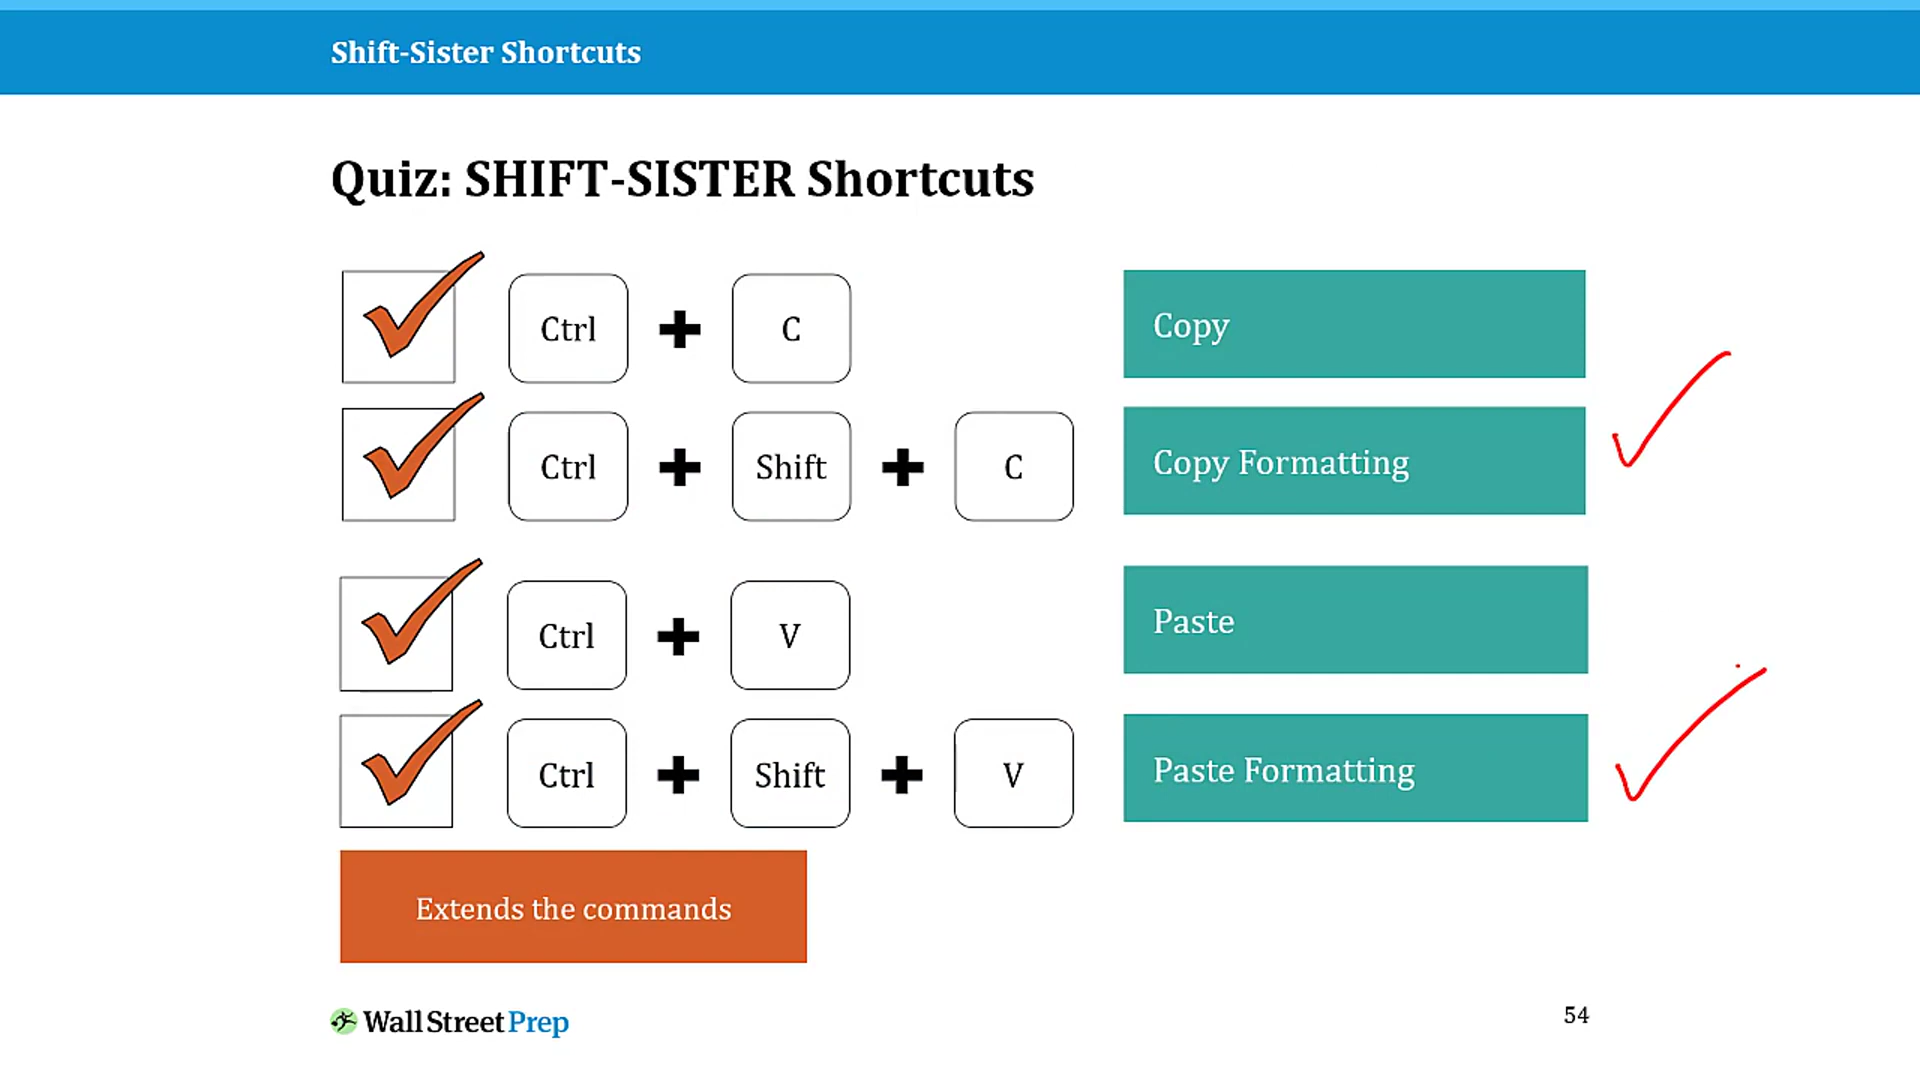 Shift-Sister Shortcuts
Quiz: SHIFT-SISTER Shortcuts
Ctrl + C Copy
Ctrl + Shift + C Copy Formatting
Ctrl + V Paste
Ctrl + Shift + V Paste Formatting
Extends the commands
Wall Street Prep
54